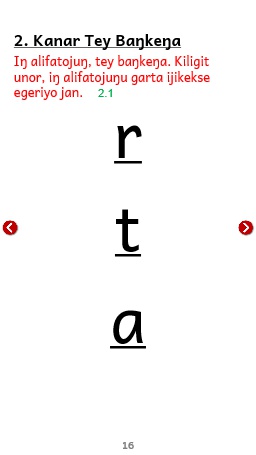 2. Kanar Tey Baŋkeŋa
Iŋ alifatojuŋ, tey baŋkeŋa. Kiligit
unor, iŋ alifatojuŋu garta ijikekse
egeriyo jan. 2.1
r
t
a
16